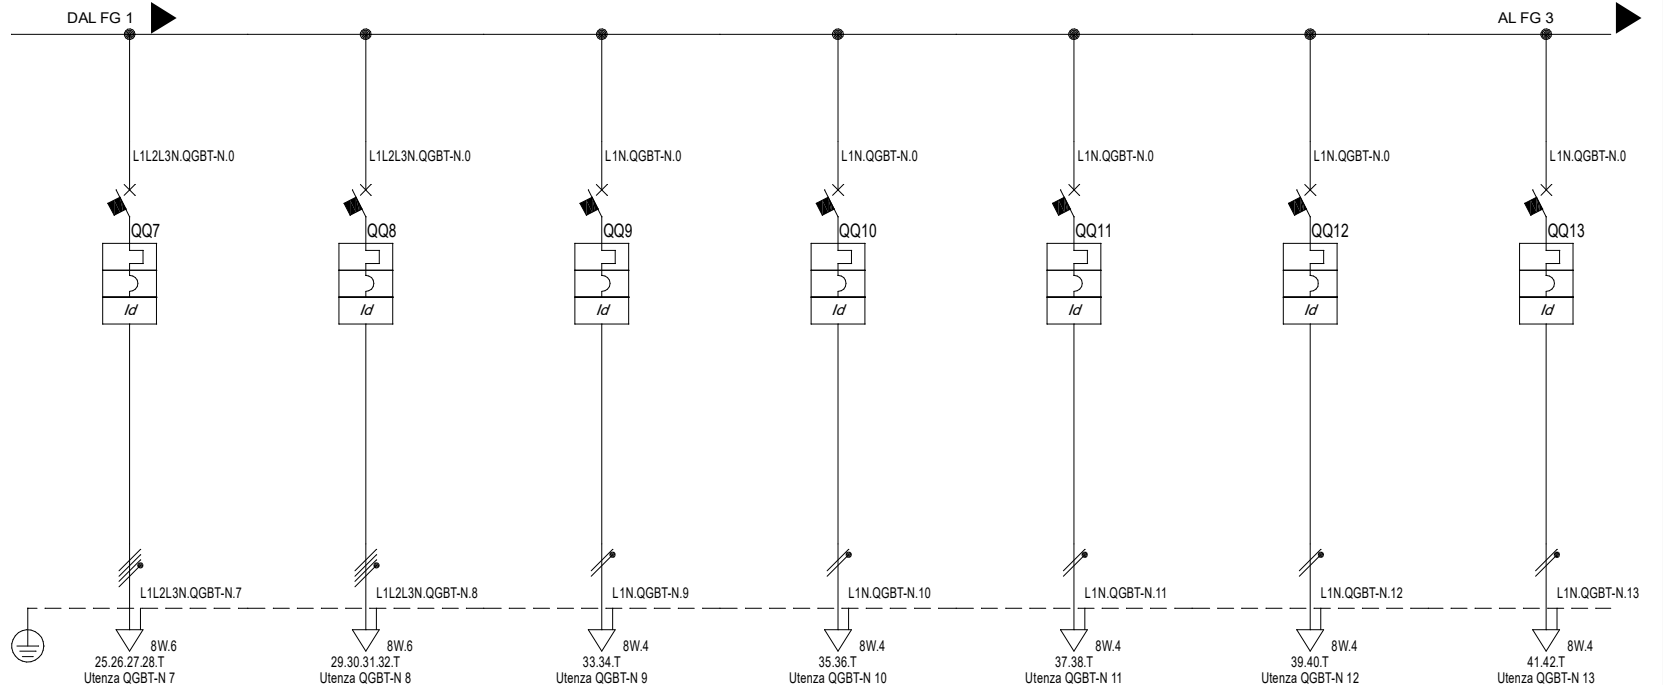 DAL FG 1
AL FG 3
L1L2L3N.QGBT-N.0
L1L2L3N.QGBT-N.0
L1N.QGBT-N.0
L1N.QGBT-N.0
L1N.QGBT-N.0
L1N.QGBT-N.0
L1N.QGBT-N.0
QQ7
QQ8
QQ9
QQ10
QQ11
QQ12
QQ13
Id
Id
Id
Id
Id
Id
Id
L1L2L3N.QGBT-N.7
L1L2L3N.QGBT-N.8
L1N.QGBT-N.9
L1N.QGBT-N.10
L1N.QGBT-N.11
L1N.QGBT-N.12
L1N.QGBT-N.13
8W.6
8W.6
8W.4
8W.4
8W.4
8W.4
8W.4
25.26.27.28.T
29.30.31.32.T
33.34.T
35.36.T
37.38.T
39.40.T
41.42.T
Utenza QGBT-N 7
Utenza QGBT-N 8
Utenza QGBT-N 9
Utenza QGBT-N 10
Utenza QGBT-N 11
Utenza QGBT-N 12
Utenza QGBT-N 13